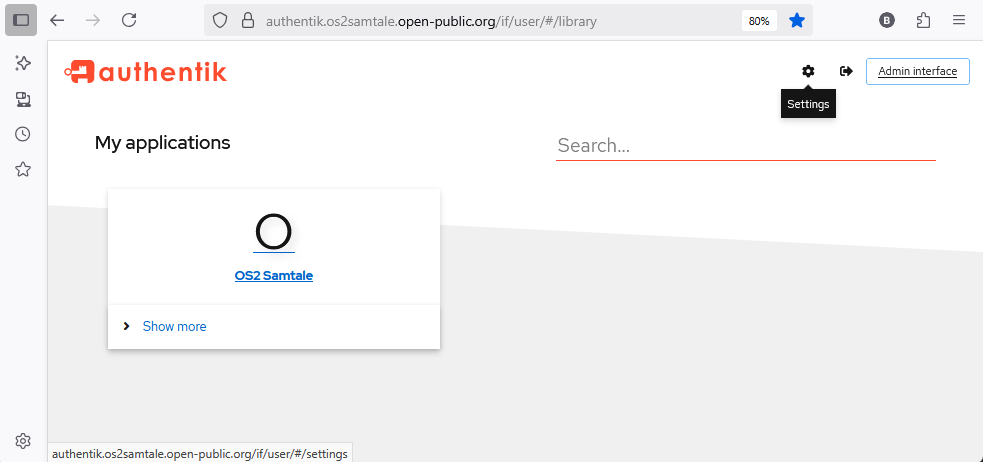 authentik.os2samtale.open-public.org/if/user/#/library
80%
B
authentik
Admin interface
Settings
My applications
Search...
O
OS2 Samtale
Show more
authentik.os2samtale.open-public.org/if/user/#/settings